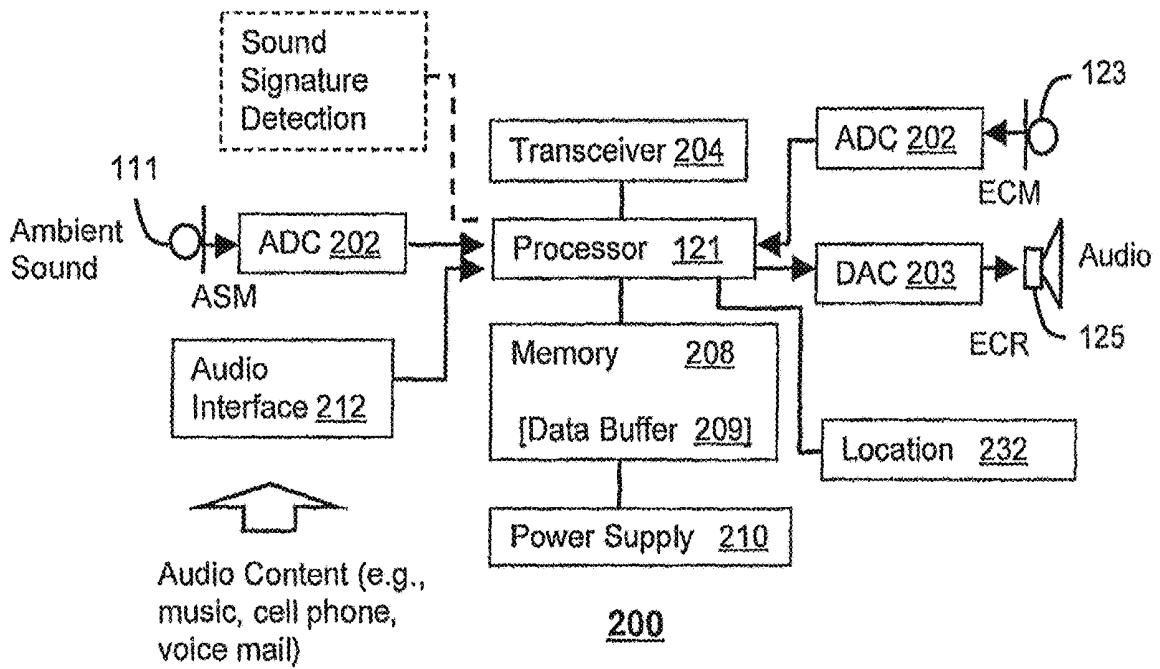 Sound
Signature
Detection
123
Transceiver 204
ADC 202
ECM
111
Ambient
Sound
ADC 202
ASM
Processor 121
DAC 203
Audio
ECR
125
Audio
Interface 212
Memory 208
[Data Buffer 209]
Location 232
Power Supply 210
Audio Content (e.g.,
music, cell phone,
voice mail)
200